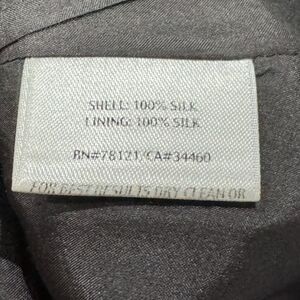 SHELL: 100% SILK
LINING: 100% SILK
RN#78121/CA#34460
FOR BEST RESULTS DRY CLEAN OR